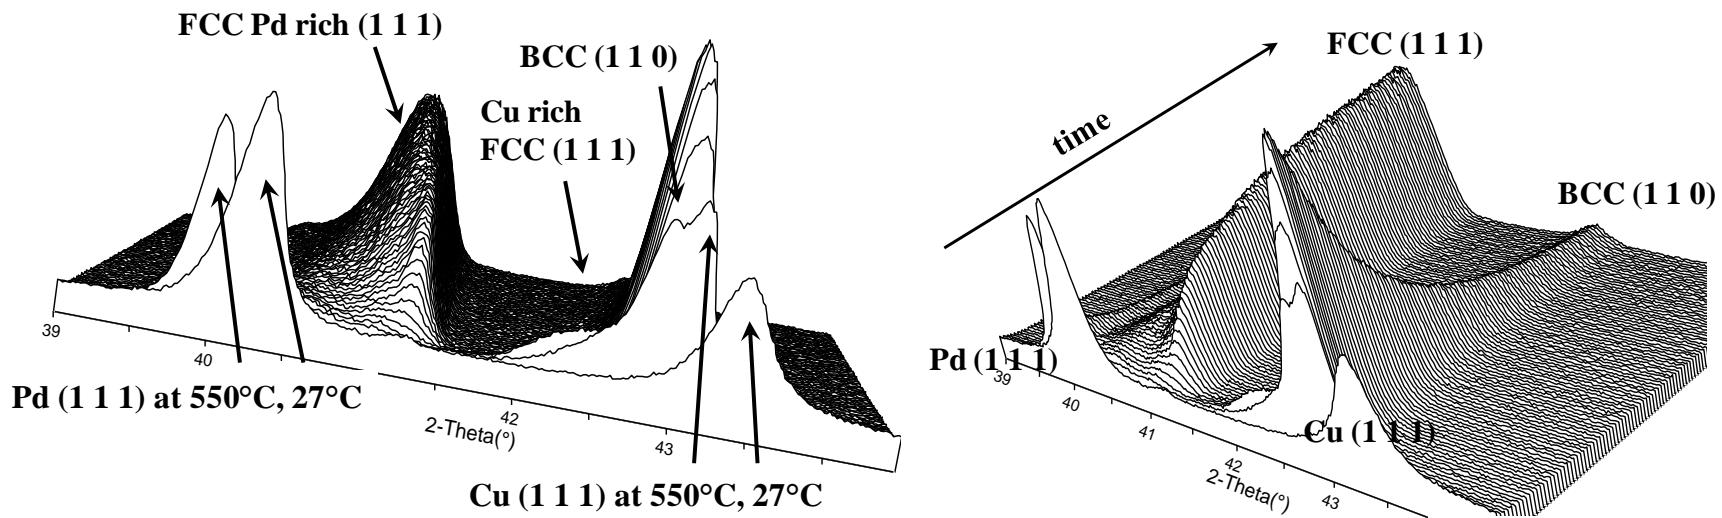 FCC Pd rich (1 1 1)
BCC (1 1 0)
Cu rich
FCC (1 1 1)
39
40
42
43
2-Theta(°)
Pd (1 1 1) at 550°C, 27°C
Cu (1 1 1) at 550°C, 27°C
time
FCC (1 1 1)
BCC (1 1 0)
Pd (1 1 1)
39
40
41
42
43
2-Theta(°)
Cu (1 1 1)